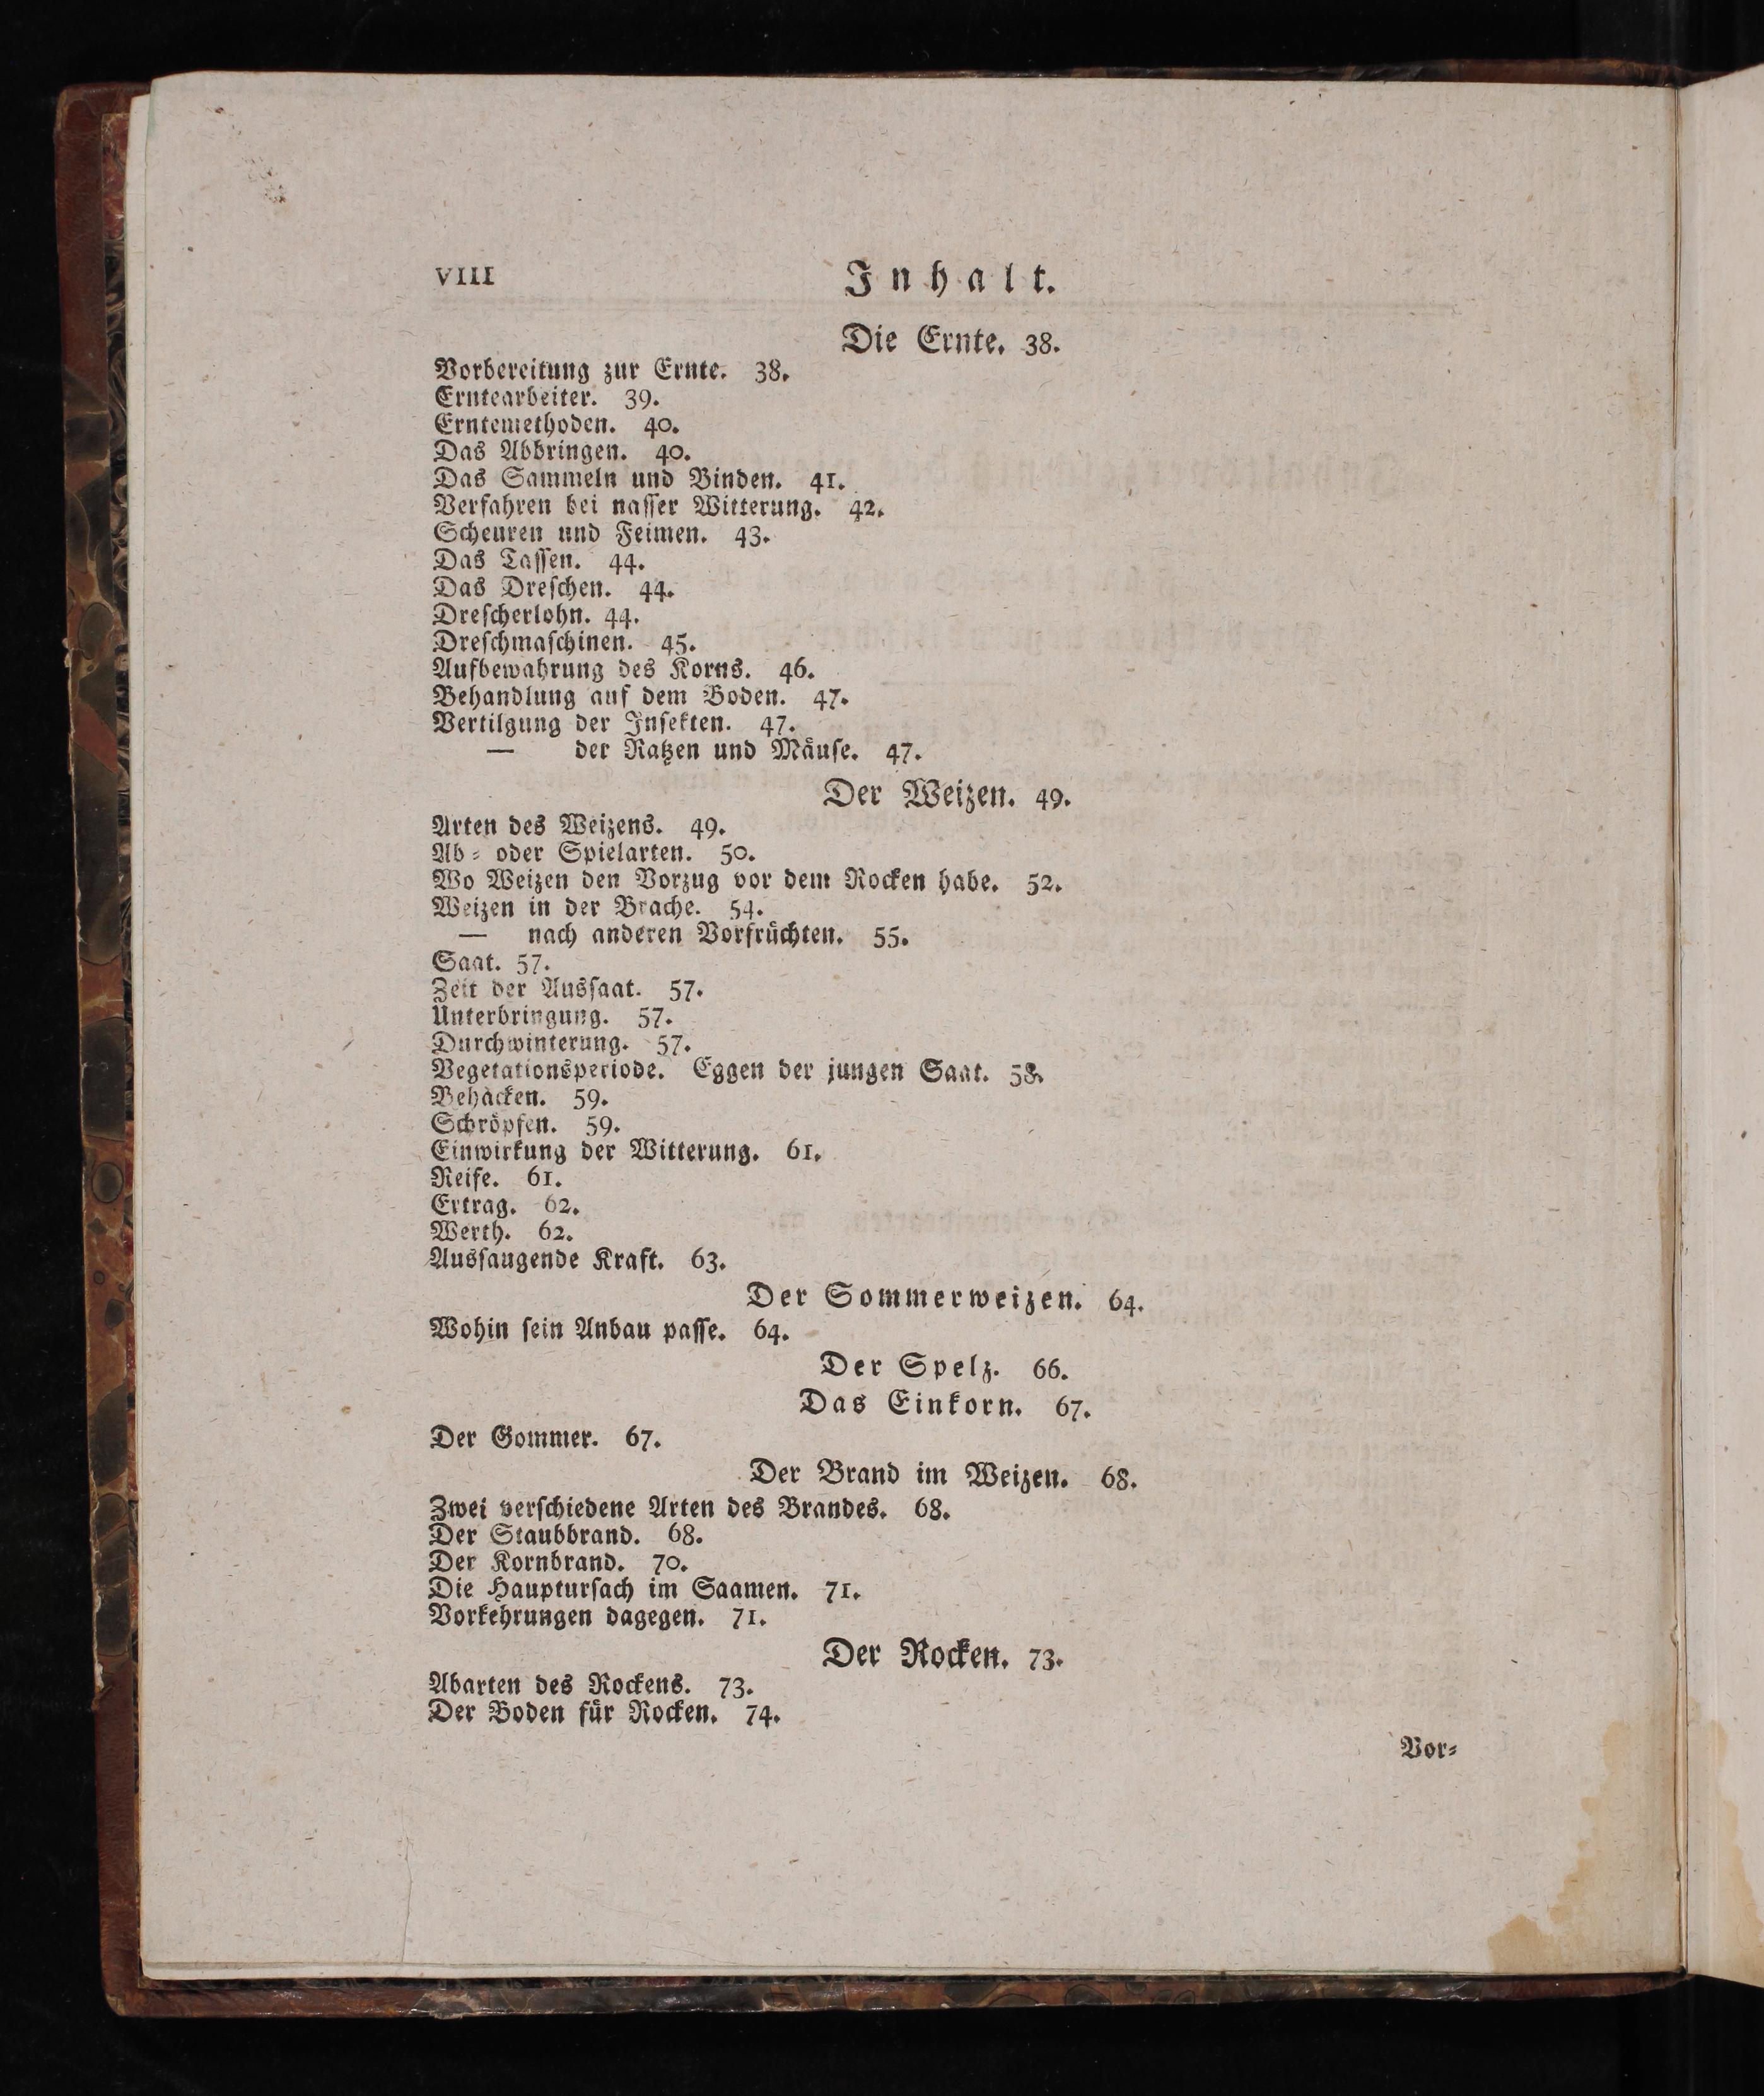 VIII
Inhalt.
Die Ernte. 38.
Vorbereitung zur Ernte. 38.
Erntearbeiter. 39.
Erntemethoden. 40.
Das Abbringen. 40.
Das Sammeln und Binden. 41.
Verfahren bei naſſer Witterung. 42.
Scheuren und Feimen. 43.
Das Taſſen. 44.
Das Dreſchen. 44.
Dreſcherlohn. 44.
Dreſchmaſchinen. 45.
Aufbewahrung des Korns. 46.
Behandlung auf dem Boden. 47.
Vertilgung der Inſekten. 47.
— der Ratzen und Mäuſe. 47.
Der Weizen. 49.
Arten des Weizens. 49.
Ab- oder Spielarten. 50.
Wo Weizen den Vorzug vor dem Rocken habe. 52.
Weizen in der Brache. 54.
— nach anderen Vorfrüchten. 55.
Saat. 57.
Zeit der Ausſaat. 57.
Unterbringung. 57.
Durchwinterung. 57.
Vegetationsperiode. Eggen der jungen Saat. 58.
Behacken. 59.
Schröpfen. 59.
Einwirkung der Witterung. 61.
Reife. 61.
Ertrag. 62.
Werth. 62.
Ausſaugende Kraft. 63.
Der Sommerweizen. 64.
Wohin ſein Anbau paſſe. 64.
Der Spelz. 66.
Das Einkorn. 67.
Der Gommer. 67.
Der Brand im Weizen. 68.
Zwei verſchiedene Arten des Brandes. 68.
Der Staubbrand. 68.
Der Kornbrand. 70.
Die Haupturſach im Saamen. 71.
Vorkehrungen dagegen. 71.
Der Rocken. 73.
Abarten des Rockens. 73.
Der Boden für Rocken. 74.
Vor-